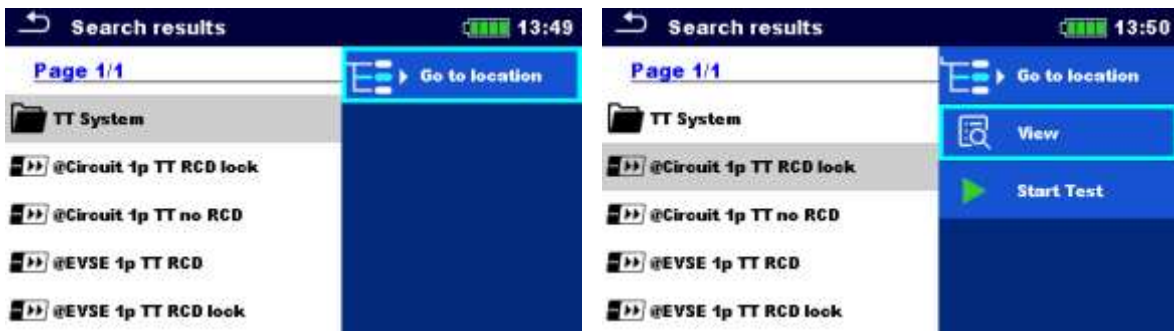 Search results 13:49
Page 1/1
Go to location
TT System
@Circuit 1p TT RCD lock
@Circuit 1p TT no RCD
@EVSE 1p TT RCD
@EVSE 1p TT RCD lock
Search results 13:50
Page 1/1
Go to location
TT System
View
@Circuit 1p TT RCD lock
Start Test
@Circuit 1p TT no RCD
@EVSE 1p TT RCD
@EVSE 1p TT RCD lock